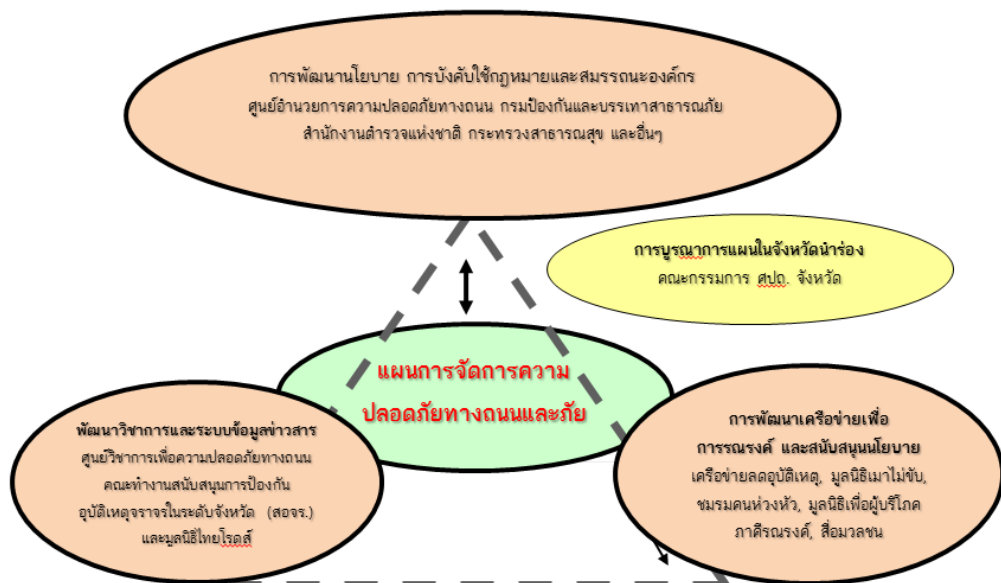 การพัฒนานโยบาย การบังคับใช้กฎหมายและสมรรถนะองค์กร
ศูนย์อำนวยการความปลอดภัยทางถนน กรมป้องกันและบรรเทาสาธารณภัย
สำนักงานตำรวจแห่งชาติ กระทรวงสาธารณสุข และอื่นๆ
การบูรณาการแผนในจังหวัดนำร่อง
คณะกรรมการ ศปถ. จังหวัด
แผนการจัดการความ
ปลอดภัยทางถนนและภัย
พัฒนาวิชาการและระบบข้อมูลข่าวสาร
ศูนย์วิชาการเพื่อความปลอดภัยทางถนน
คณะทำงานสนับสนุนการป้องกัน
อุบัติเหตุจราจรในระดับจังหวัด (สอจร.)
และมูลนิธิไทยโรดส์
การพัฒนาเครือข่ายเพื่อ
การรณรงค์ และสนับสนุนนโยบาย
เครือข่ายลดอุบัติเหตุ, มูลนิธิเมาไม่ขับ,
ชมรมคนห่วงหัว, มูลนิธิเพื่อผู้บริโภค
ภาคีรณรงค์, สื่อมวลชน